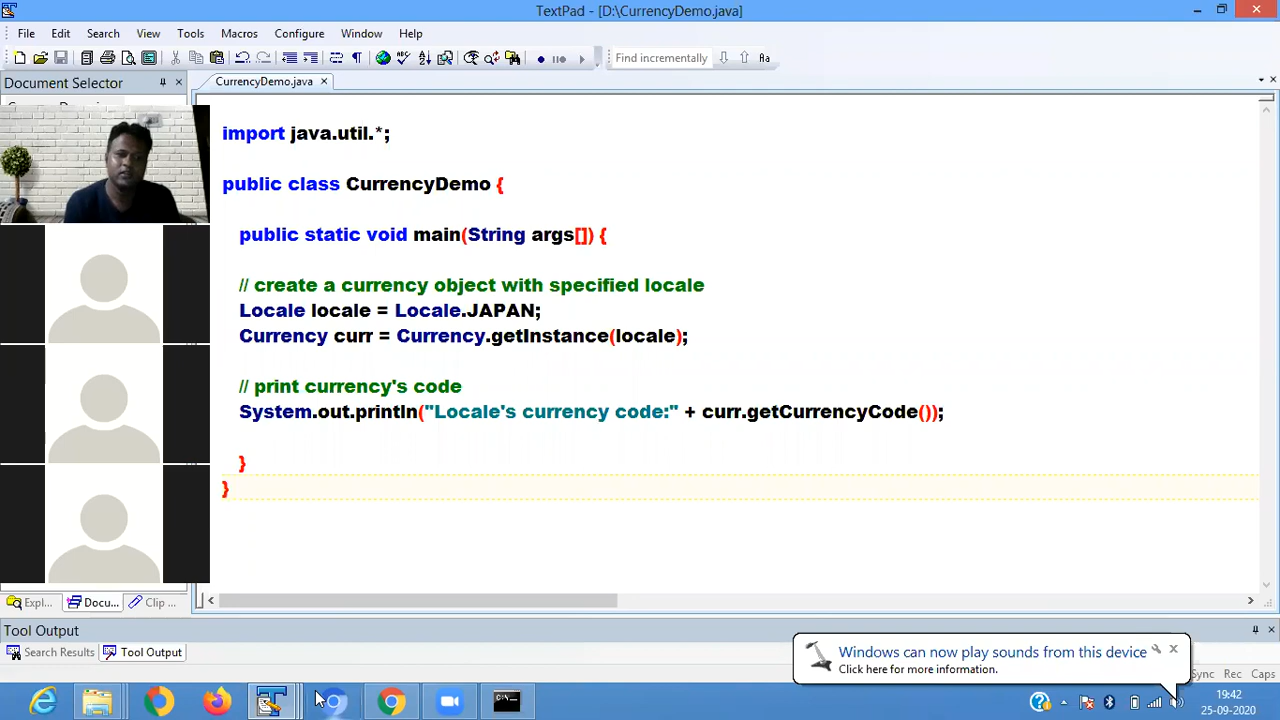 TextPad - [D:\CurrencyDemo.java]
File Edit Search View Tools Macros Configure Window Help
Find incrementally
Document Selector
CurrencyDemo.java
import java.util.*;
public class CurrencyDemo {
public static void main(String args[]) {
// create a currency object with specified locale
Locale locale = Locale.JAPAN;
Currency curr = Currency.getInstance(locale);
// print currency's code
System.out.println("Locale's currency code:" + curr.getCurrencyCode());
}
}
Expl... Docu... Clip ...
Tool Output
Search Results Tool Output
Windows can now play sounds from this device
Click here for more information.
Sync Rec Caps
19:42
25-09-2020